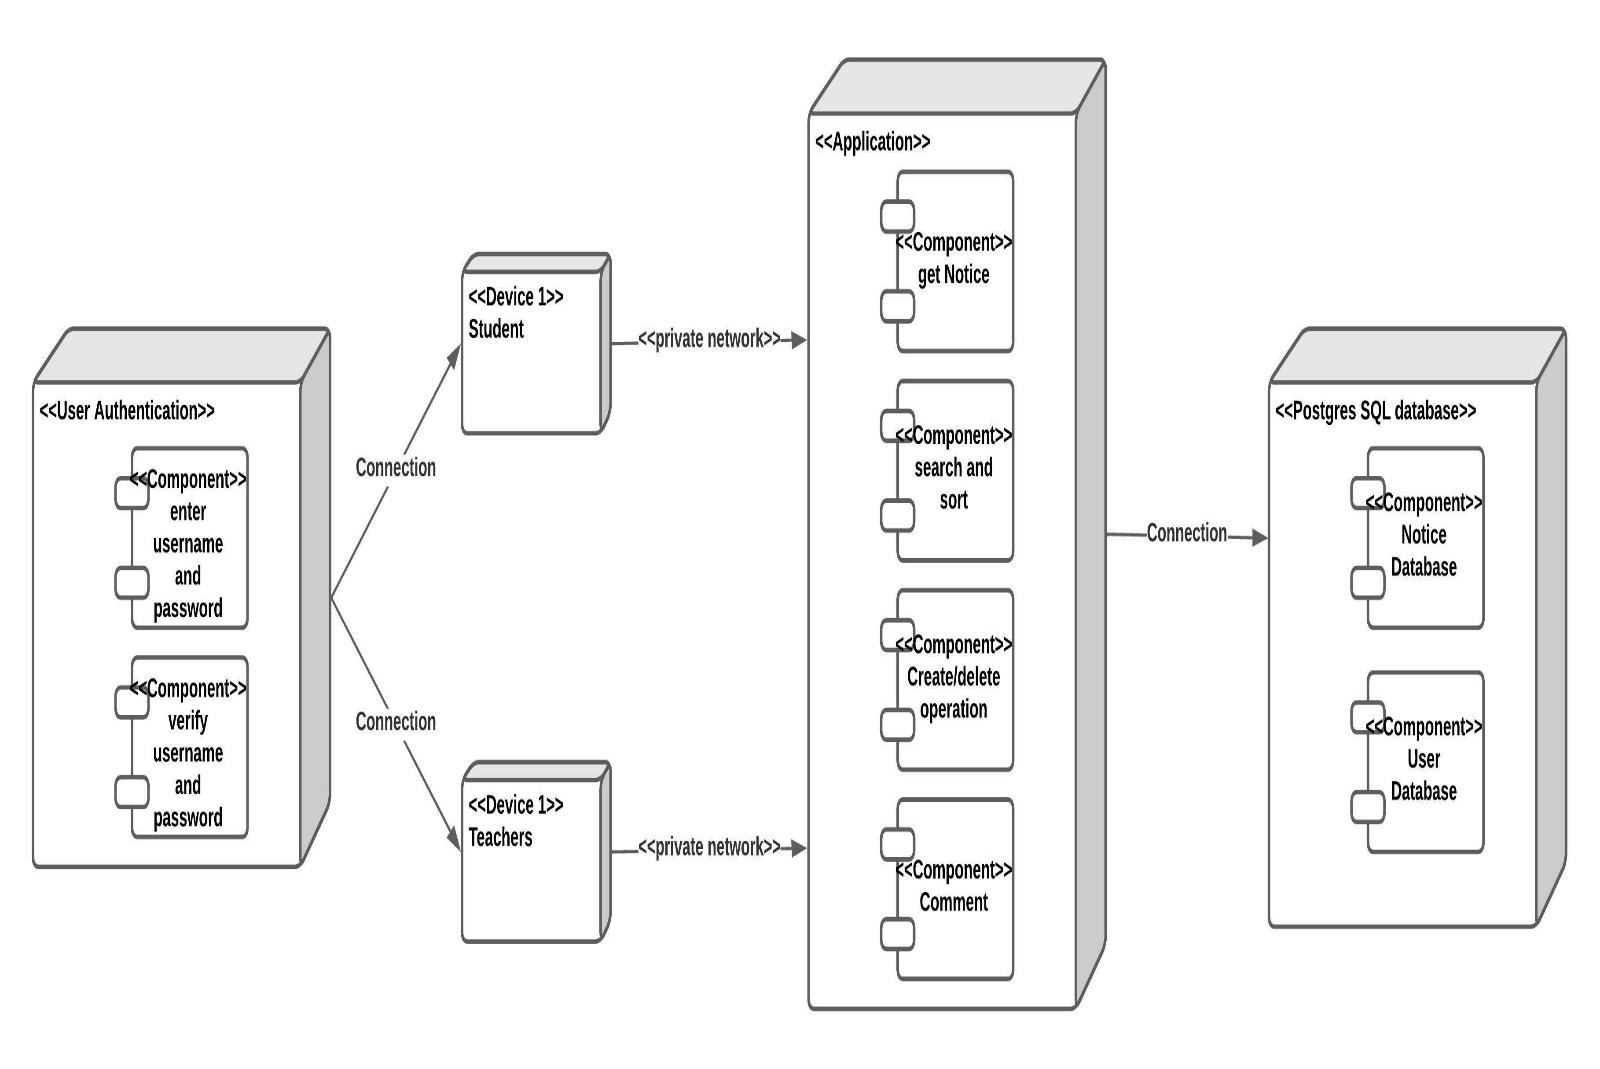 <<User Authentication>>
<<Component>>
enter
username
and
password
<<Component>>
verify
username
and
password
Connection
Connection
<<Device 1>>
Student
<<Device 1>>
Teachers
<<private network>>
<<private network>>
<<Application>>
<<Component>>
get Notice
<<Component>>
search and
sort
<<Component>>
Create/delete
operation
<<Component>>
Comment
Connection
<<Postgres SQL database>>
<<Component>>
Notice
Database
<<Component>>
User
Database